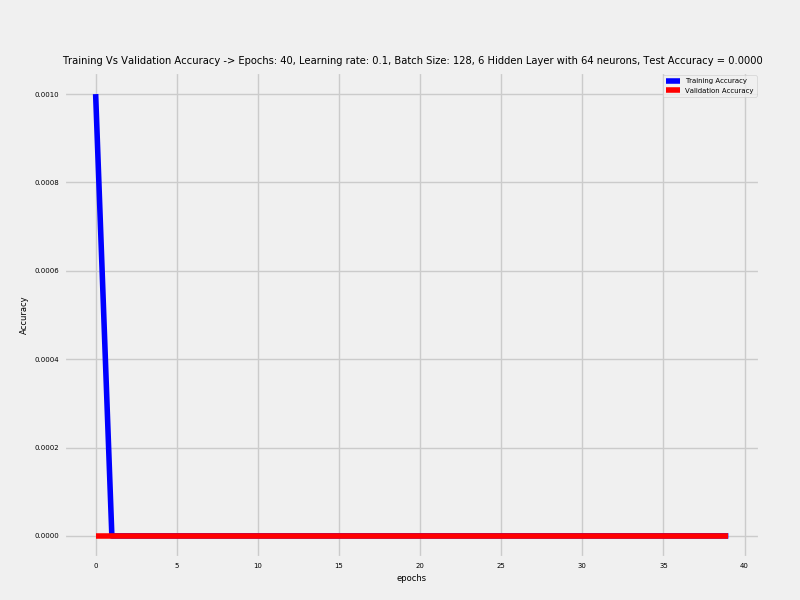 Training Vs Validation Accuracy -> Epochs: 40, Learning rate: 0.1, Batch Size: 128, 6 Hidden Layer with 64 neurons, Test Accuracy = 0.0000
Training Accuracy
Validation Accuracy
Accuracy
0.0010
0.0008
0.0006
0.0004
0.0002
0.0000
0 5 10 15 20 25 30 35 40
epochs